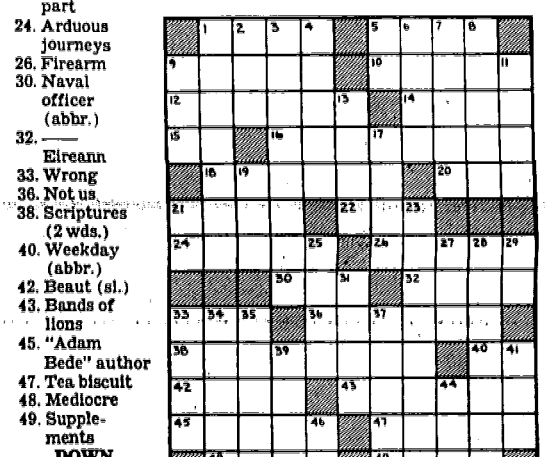 part
24. Arduous
journeys
26. Firearm
30. Naval
officer
(abbr.)
32. ——
Eireann
33. Wrong
36. Not us
38. Scriptures
(2 wds.)
40. Weekday
(abbr.)
42. Beaut (sl.)
43. Bands of
lions
45. "Adam
Bede" author
47. Tea biscuit
48. Mediocre
49. Supple-
ments
DOWN
1 2 3 4 5 6 7 8
9 10 11
12 13 14
15 16 17
18 19 20
21 22 23
24 25 26 27 28 29
30 31 32
33 34 35 36 37
38 39 40 41
42 43 44
45 46 47
48 49